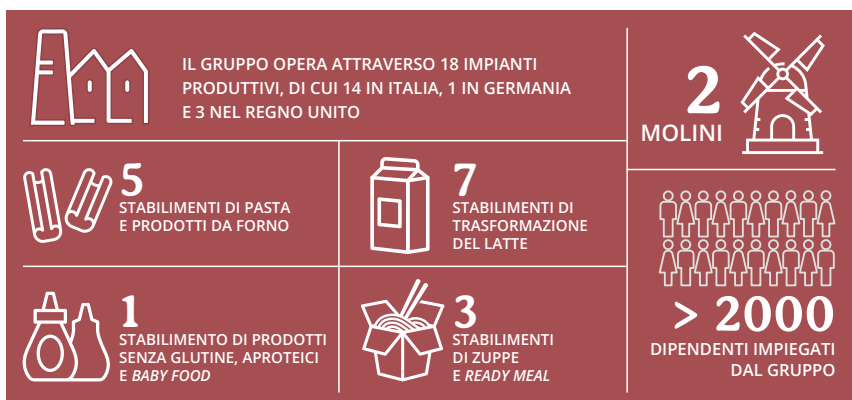 IL GRUPPO OPERA ATTRAVERSO 18 IMPIANTI
PRODUTTIVI, DI CUI 14 IN ITALIA, 1 IN GERMANIA
E 3 NEL REGNO UNITO
2
MOLINI
5
STABILIMENTI DI PASTA
E PRODOTTI DA FORNO
7
STABILIMENTI DI
TRASFORMAZIONE
DEL LATTE
1
STABILIMENTO DI PRODOTTI
SENZA GLUTINE, APROTEICI
E BABY FOOD
3
STABILIMENTI
DI ZUPPE
E READY MEAL
> 2000
DIPENDENTI IMPIEGATI
DAL GRUPPO